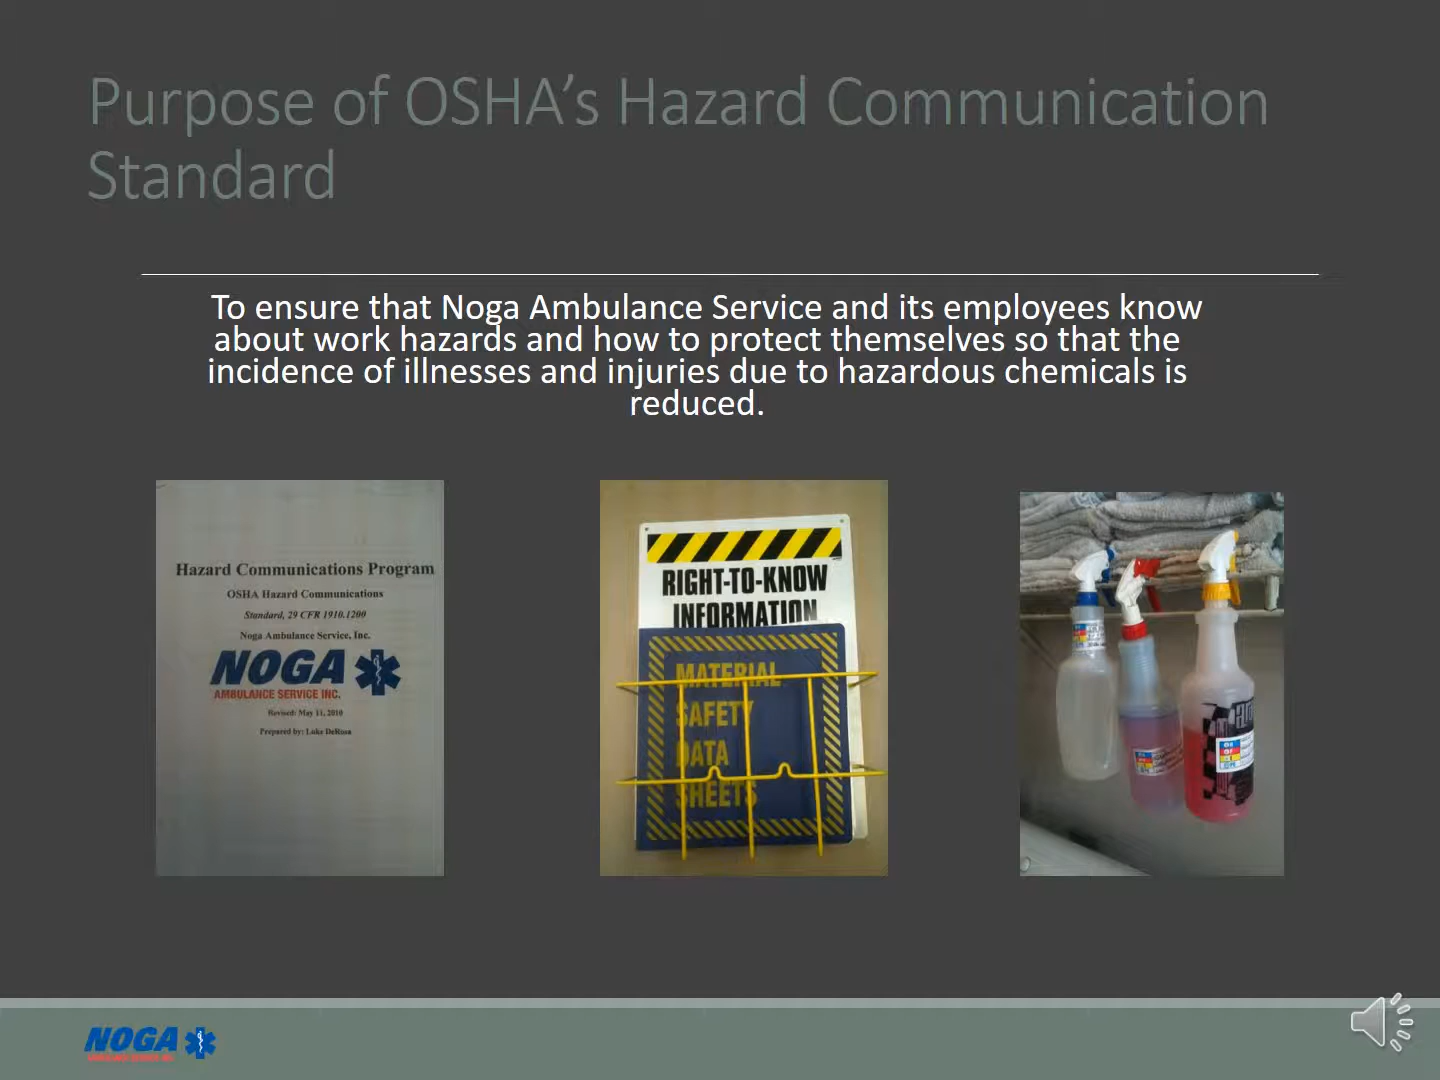 Purpose of OSHA’s Hazard Communication
Standard
To ensure that Noga Ambulance Service and its employees know
about work hazards and how to protect themselves so that the
incidence of illnesses and injuries due to hazardous chemicals is
reduced.
Hazard Communications Program
OSHA Hazard Communications
Standard, 29 CFR 1910.1200
Noga Ambulance Service, Inc.
NOGA
AMBULANCE SERVICE INC.
Revised: May 11, 2010
Prepared by: Luke DeRosa
RIGHT-TO-KNOW
INFORMATION
MATERIAL
SAFETY
DATA
SHEETS
NOGA